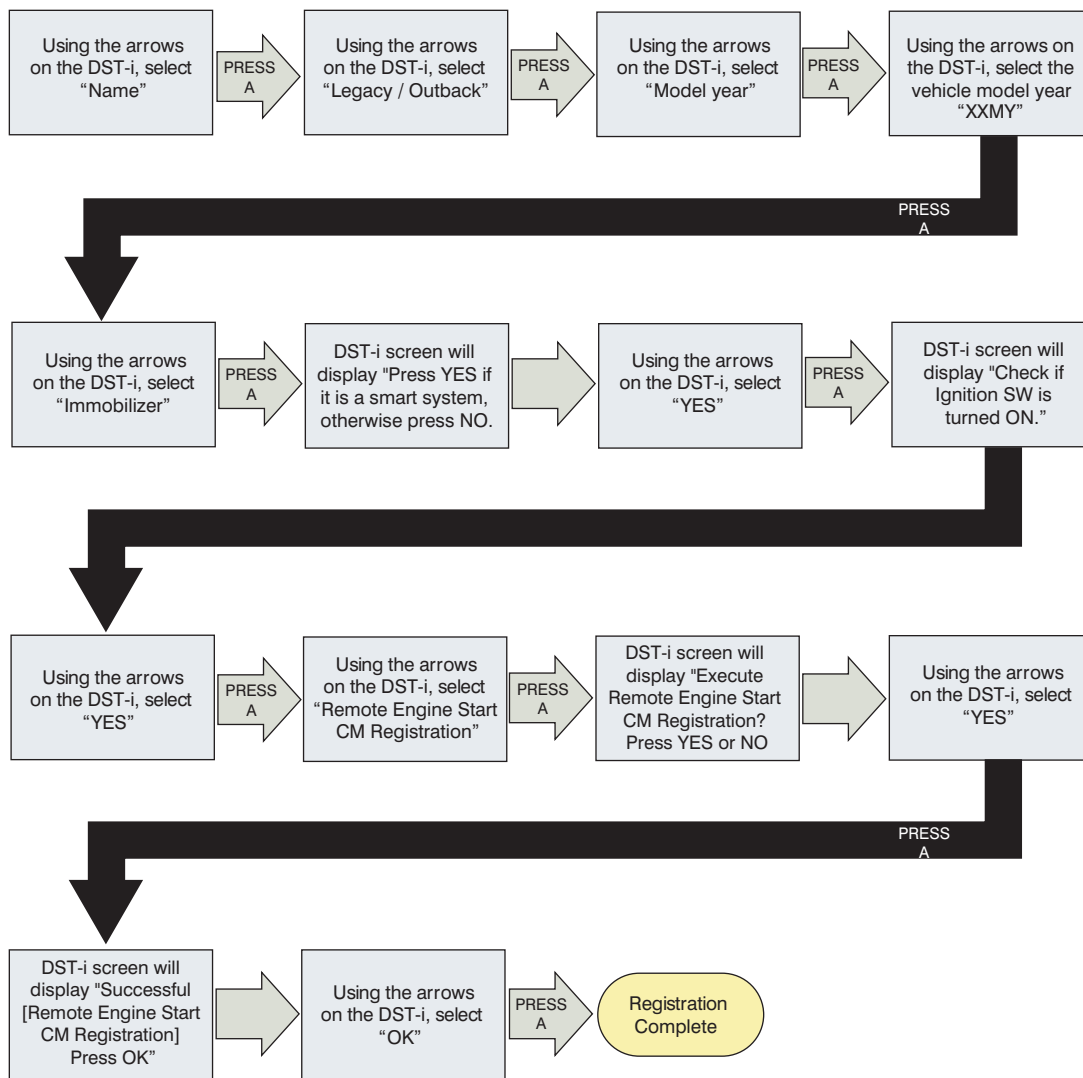 Using the arrows
on the DST-i, select
“Name”
PRESS
A
Using the arrows
on the DST-i, select
“Legacy / Outback”
PRESS
A
Using the arrows
on the DST-i, select
“Model year”
PRESS
A
Using the arrows on
the DST-i, select the
vehicle model year
“XXMY”
PRESS
A
Using the arrows
on the DST-i, select
“Immobilizer”
PRESS
A
DST-i screen will
display "Press YES if
it is a smart system,
otherwise press NO.
Using the arrows
on the DST-i, select
“YES”
PRESS
A
DST-i screen will
display "Check if
Ignition SW is
turned ON.”
Using the arrows
on the DST-i, select
“YES”
PRESS
A
Using the arrows
on the DST-i, select
“Remote Engine Start
CM Registration”
PRESS
A
DST-i screen will
display "Execute
Remote Engine Start
CM Registration?
Press YES or NO
Using the arrows
on the DST-i, select
“YES”
PRESS
A
DST-i screen will
display "Successful
[Remote Engine Start
CM Registration]
Press OK”
Using the arrows
on the DST-i, select
“OK”
PRESS
A
Registration
Complete